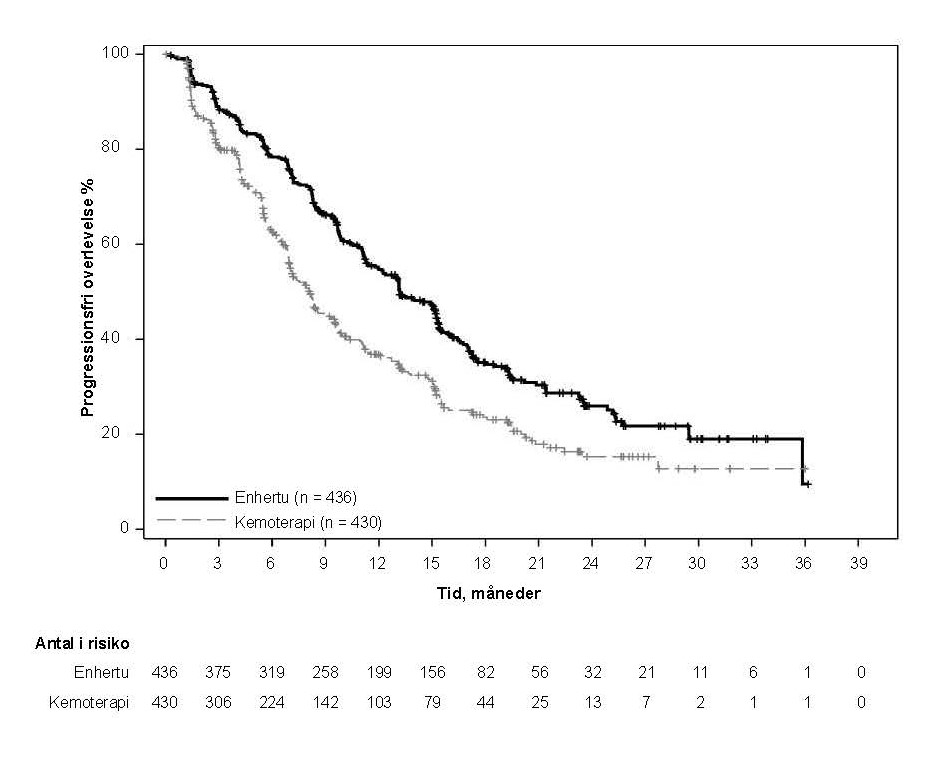 100
80
60
40
20
0
Progressionsfri overlevelse %
Enhertu (n = 436)
Kemoterapi (n = 430)
0 3 6 9 12 15 18 21 24 27 30 33 36 39
Tid, måneder
Antal i risiko
Enhertu 436 375 319 258 199 156 82 56 32 21 11 6 1 0
Kemoterapi 430 306 224 142 103 79 44 25 13 7 2 1 1 0